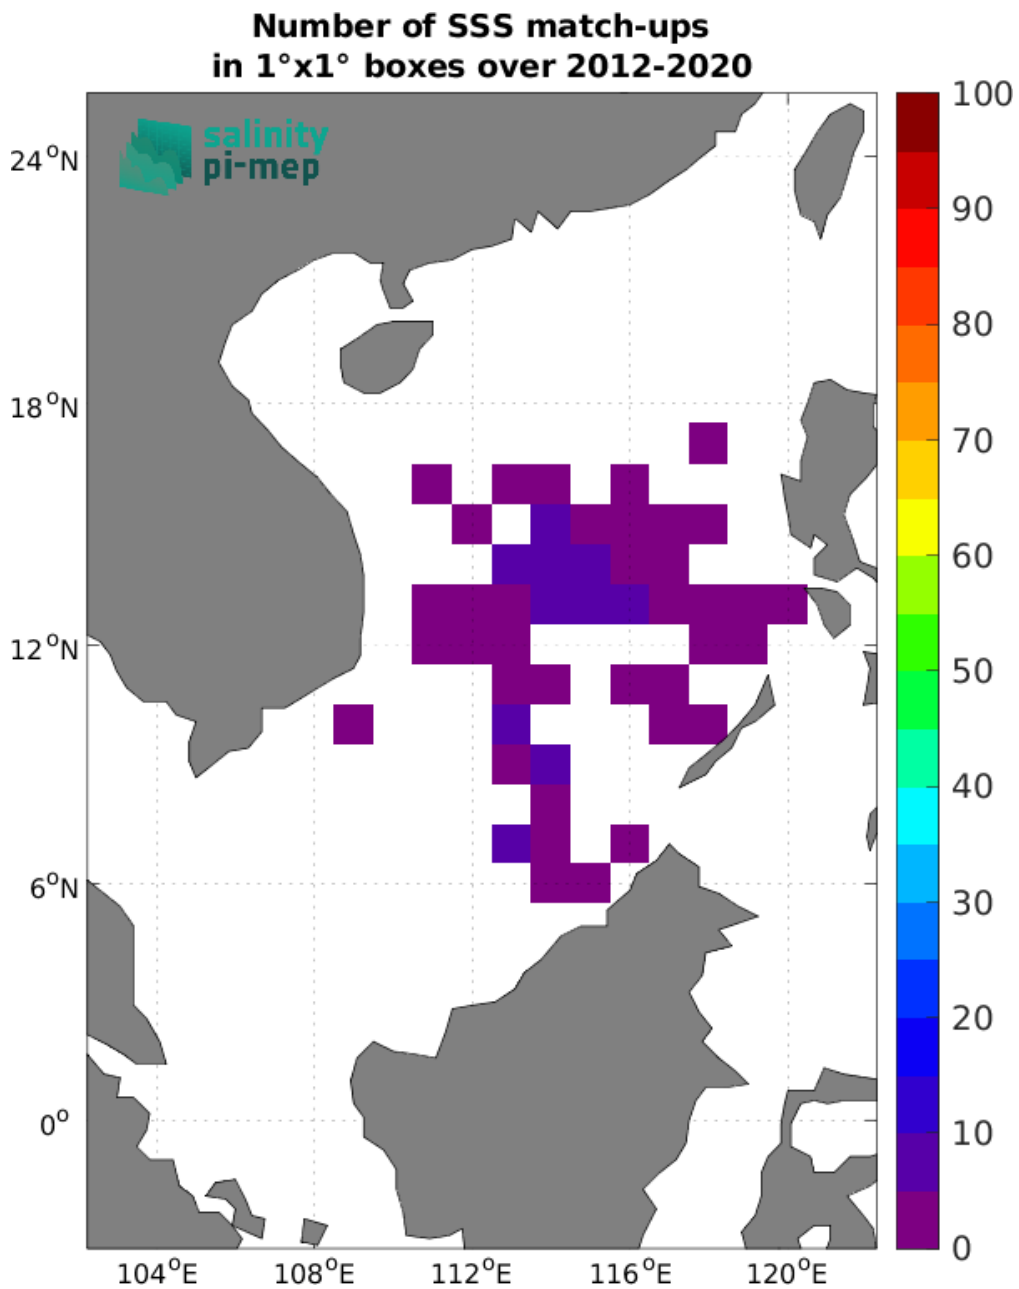 Number of SSS match-ups
in 1°x1° boxes over 2012-2020
salinity
pi-mep
24°N
18°N
12°N
6°N
0°
104°E
108°E
112°E
116°E
120°E
100
90
80
70
60
50
40
30
20
10
0